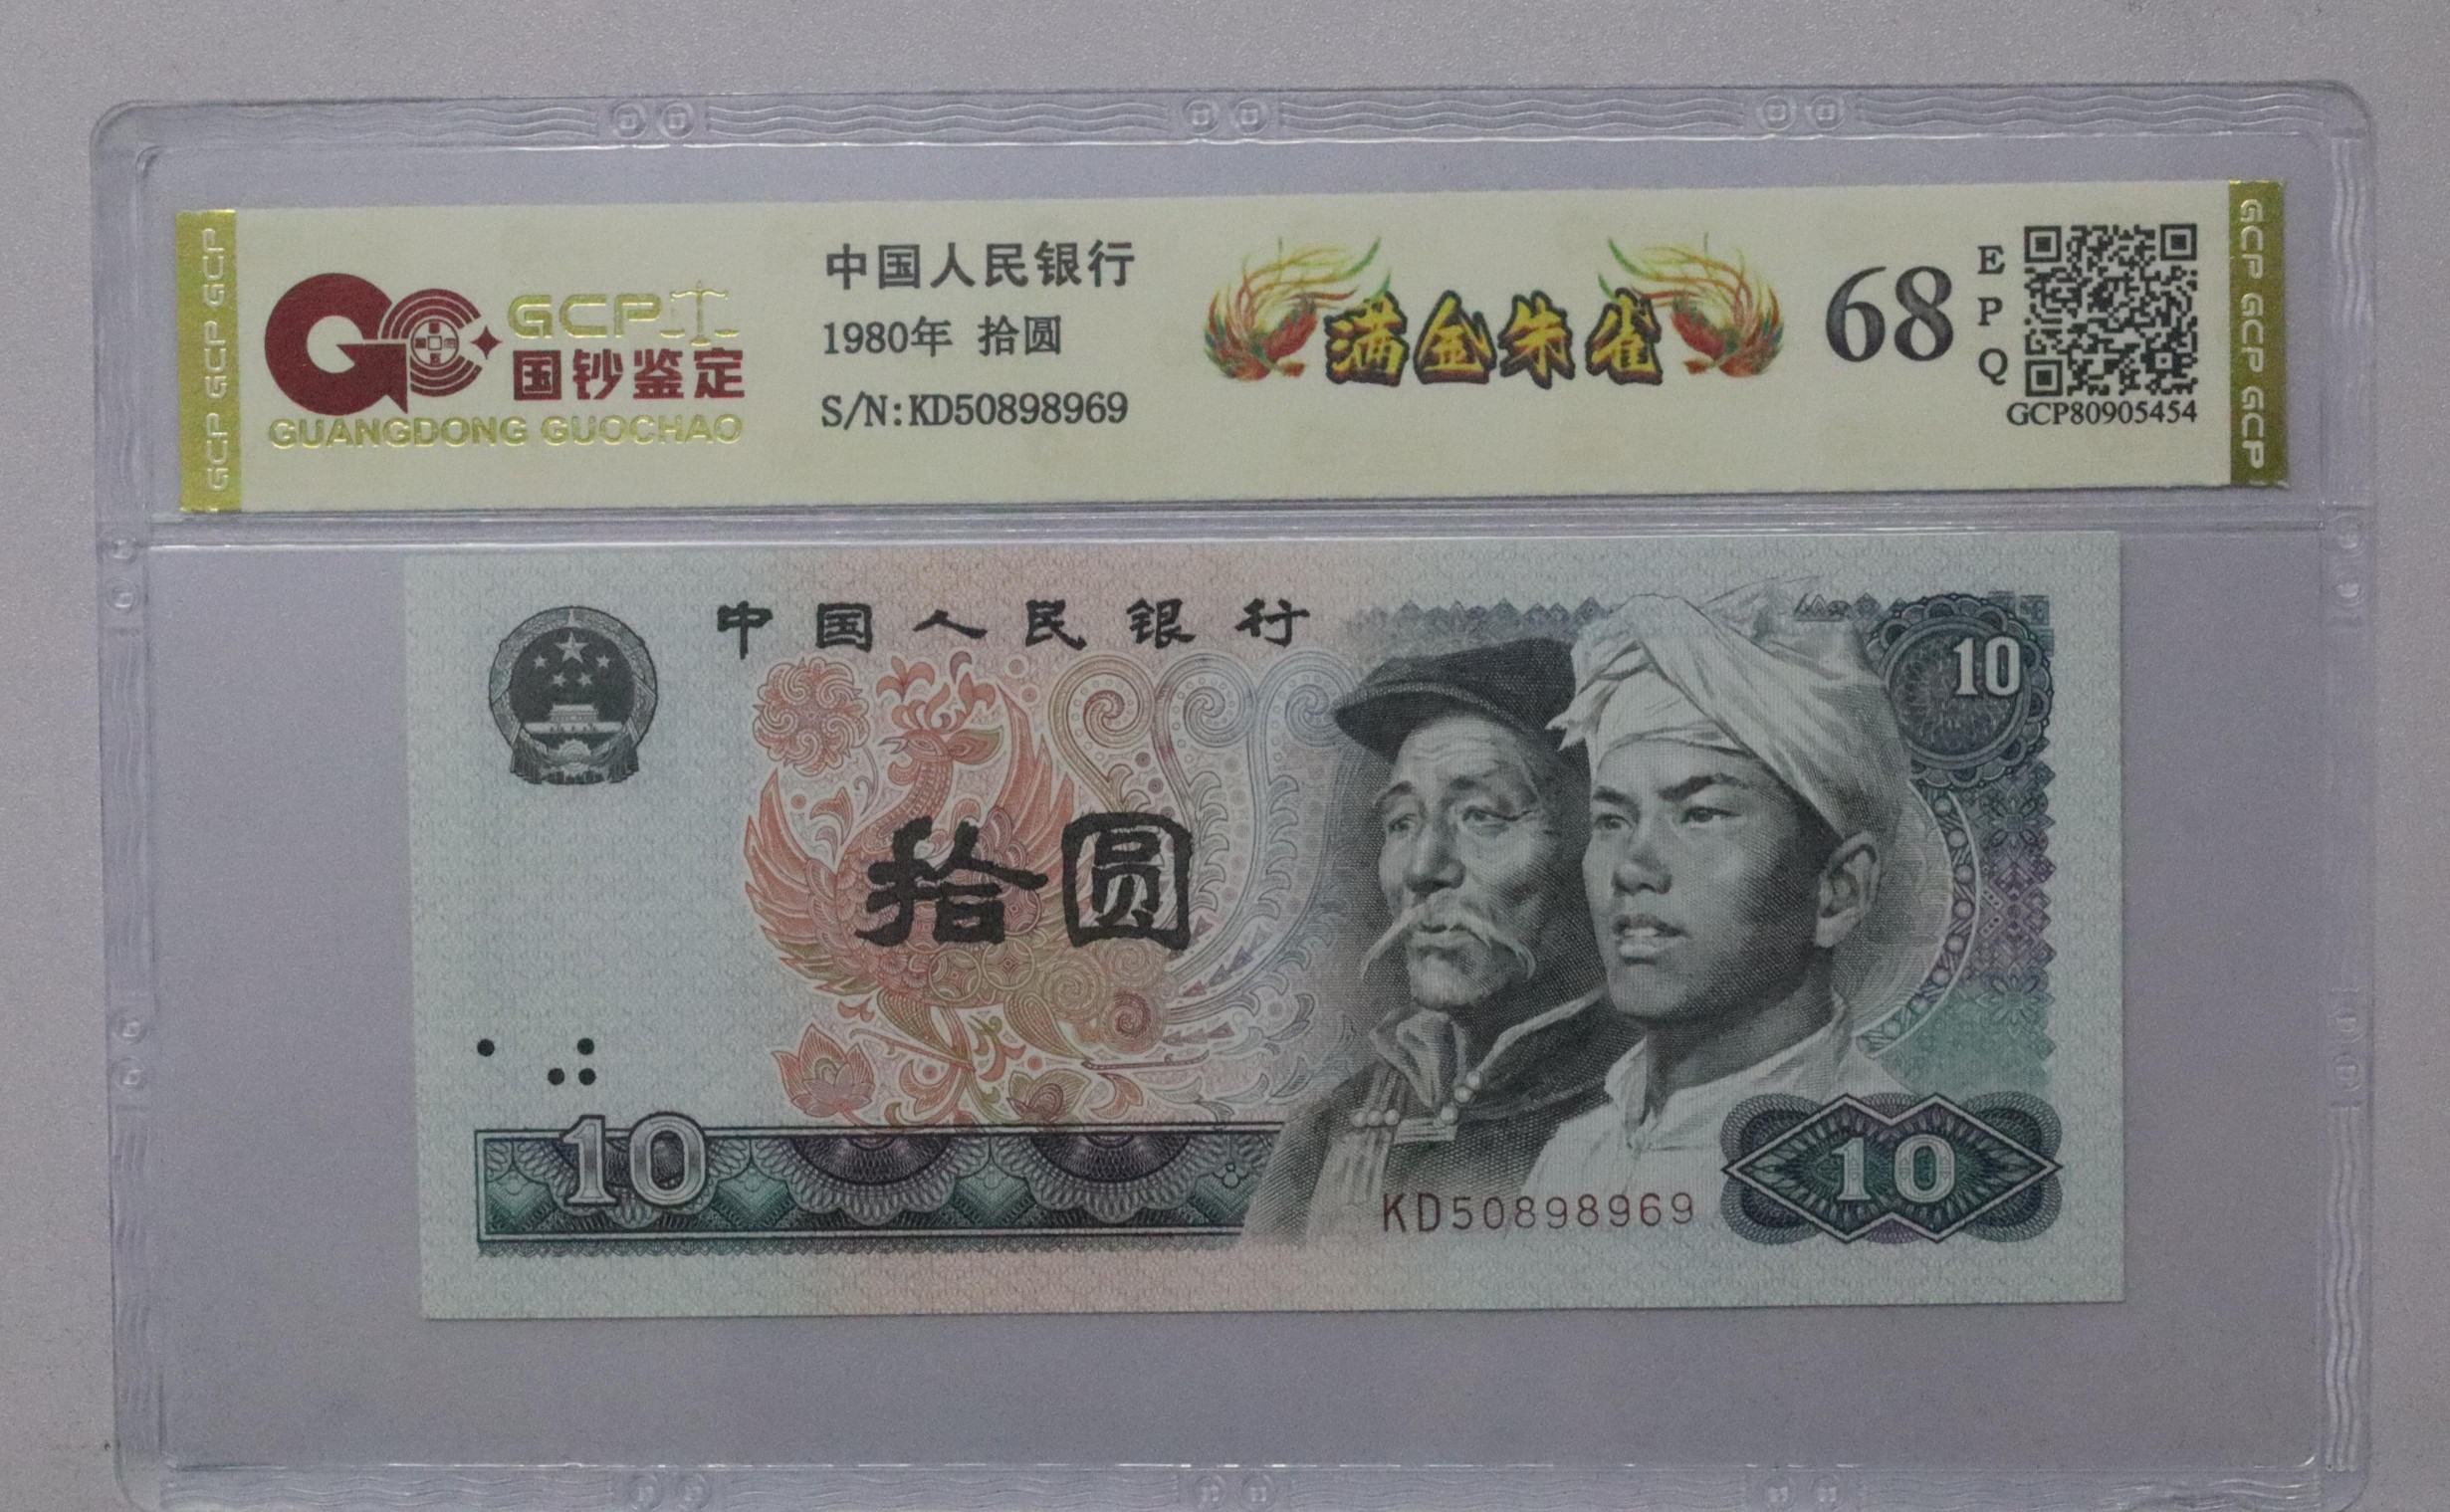 GCP GCP GCP
GCP
国钞鉴定
GUANGDONG GUOCHAO
中国人民银行
1980年 拾圆
S/N:KD50898969
满金朱雀
68
EPQ
GCP80905454
GCP GCP GCP
中国人民银行
10
拾圆
10
KD50898969
10